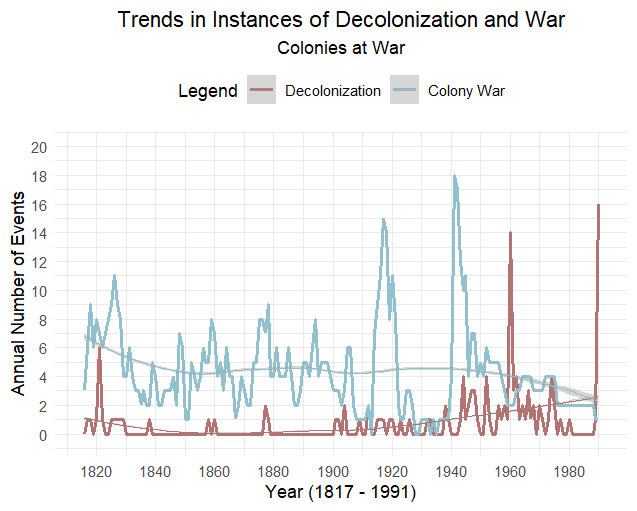 Trends in Instances of Decolonization and War
Colonies at War
Legend Decolonization Colony War
Annual Number of Events
20
18
16
14
12
10
8
6
4
2
0
1820 1840 1860 1880 1900 1920 1940 1960 1980
Year (1817 - 1991)